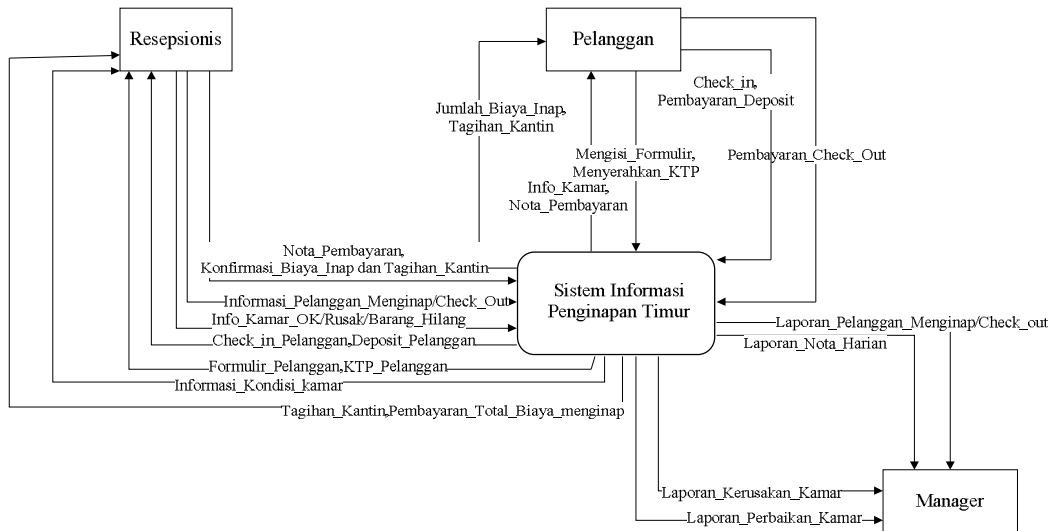 Resepsionis
Pelanggan
Check_in,
Pembayaran_Deposit
Jumlah_Biaya_Inap,
Tagihan_Kantin
Mengisi_Formulir,
Menyerahkan_KTP
Pembayaran_Check_Out
Info_Kamar,
Nota_Pembayaran
Nota_Pembayaran,
Konfirmasi_Biaya_Inap dan Tagihan_Kantin
Sistem Informasi
Penginapan Timur
Informasi_Pelanggan_Menginap/Check_Out
Info_Kamar_OK/Rusak/Barang_Hilang
Check_in_Pelanggan,Deposit_Pelanggan
Laporan_Pelanggan_Menginap/Check_out
Laporan_Nota_Harian
Formulir_Pelanggan,KTP_Pelanggan
Informasi_Kondisi_kamar
Tagihan_Kantin,Pembayaran_Total_Biaya_menginap
Laporan_Kerusakan_Kamar
Manager
Laporan_Perbaikan_Kamar